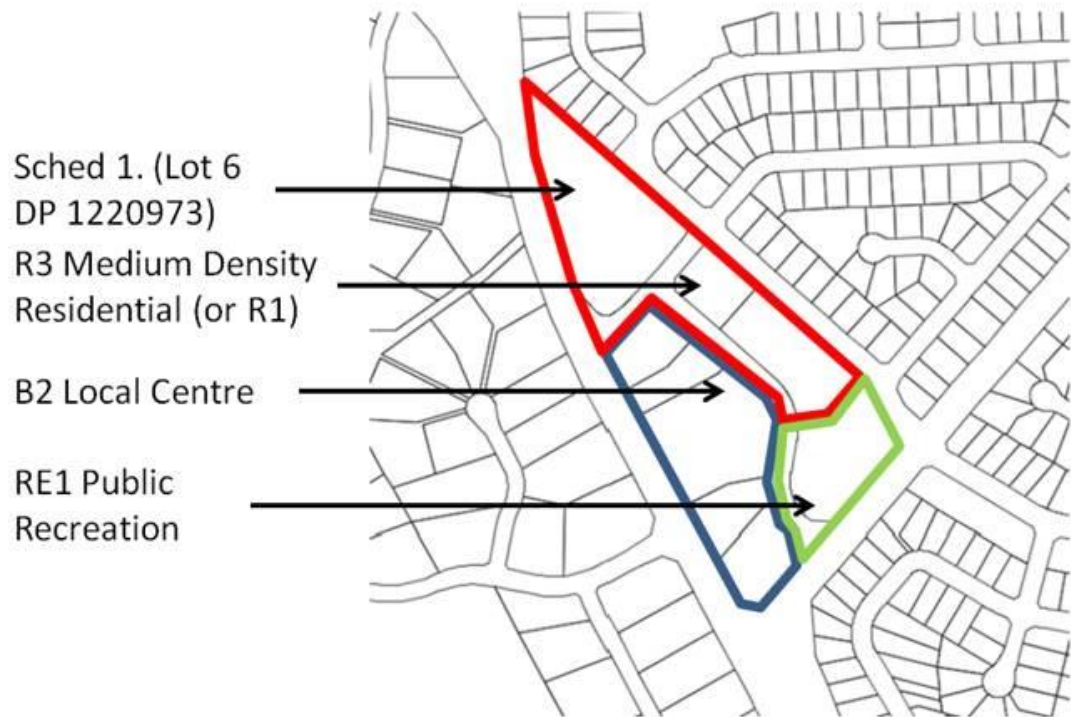 Sched 1. (Lot 6
DP 1220973)
R3 Medium Density
Residential (or R1)
B2 Local Centre
RE1 Public
Recreation